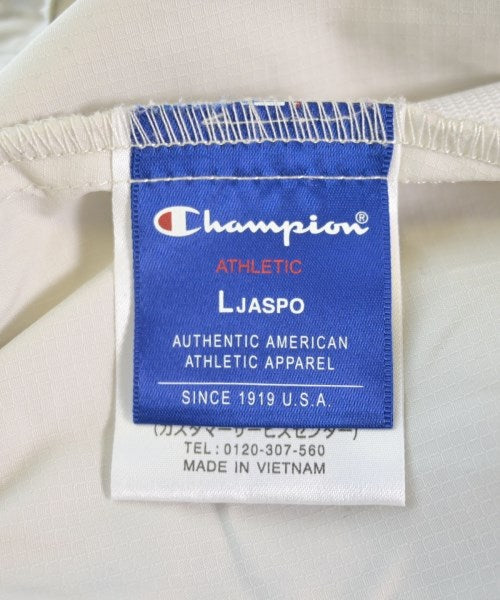 Champion®
ATHLETIC
L JASPO
AUTHENTIC AMERICAN
ATHLETIC APPAREL
SINCE 1919 U.S.A.
(カスタマーサービスセンター)
TEL: 0120-307-560
MADE IN VIETNAM